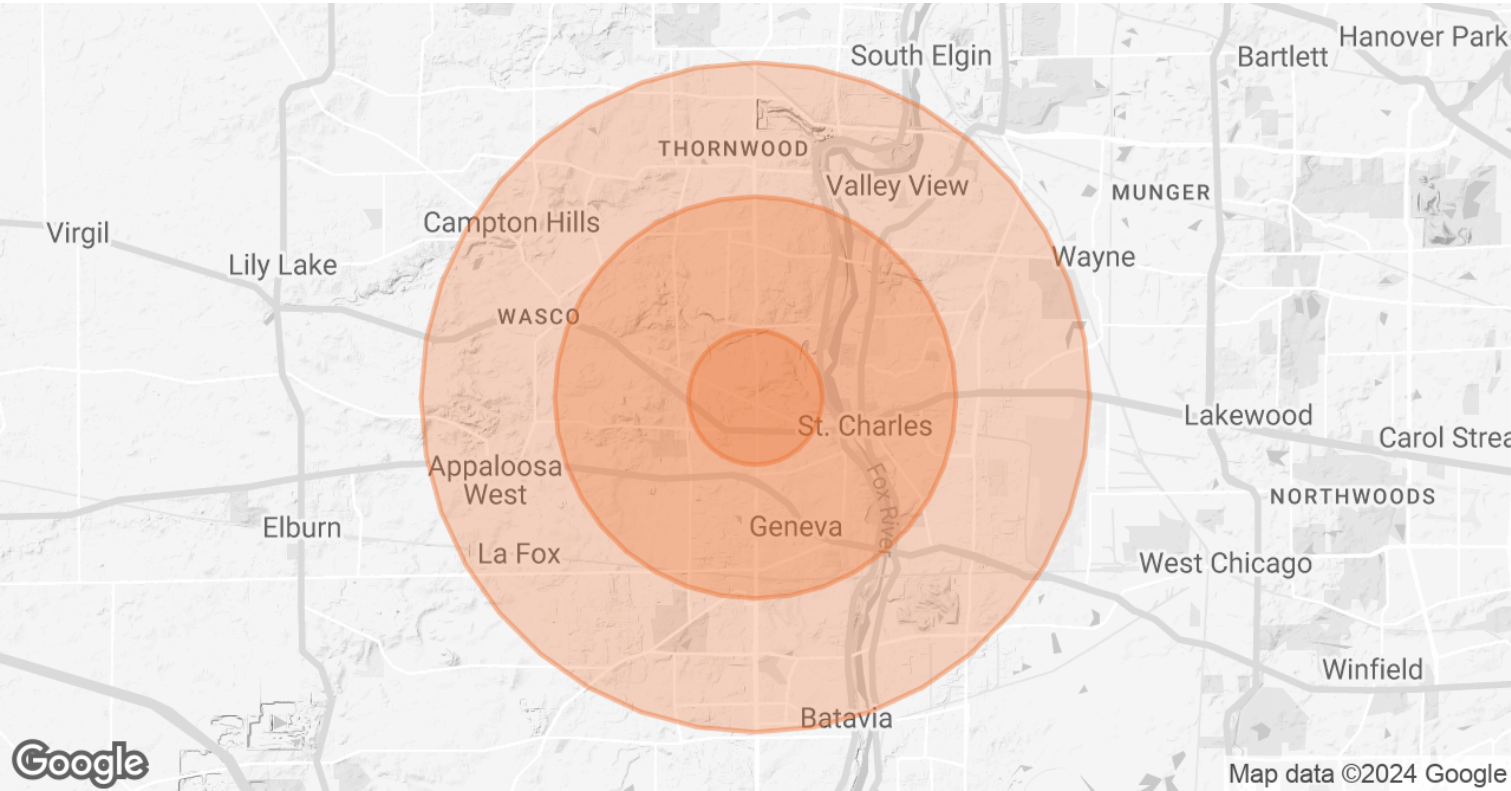 Hanover Park
South Elgin
Bartlett
THORNWOOD
Valley View
MUNGER
Campton Hills
Virgil
Wayne
Lily Lake
WASCO
Lakewood
St. Charles
Carol Strea
Appaloosa
West
NORTHWOODS
Fox River
Elburn
Geneva
La Fox
West Chicago
Winfield
Batavia
Google
Map data ©2024 Google